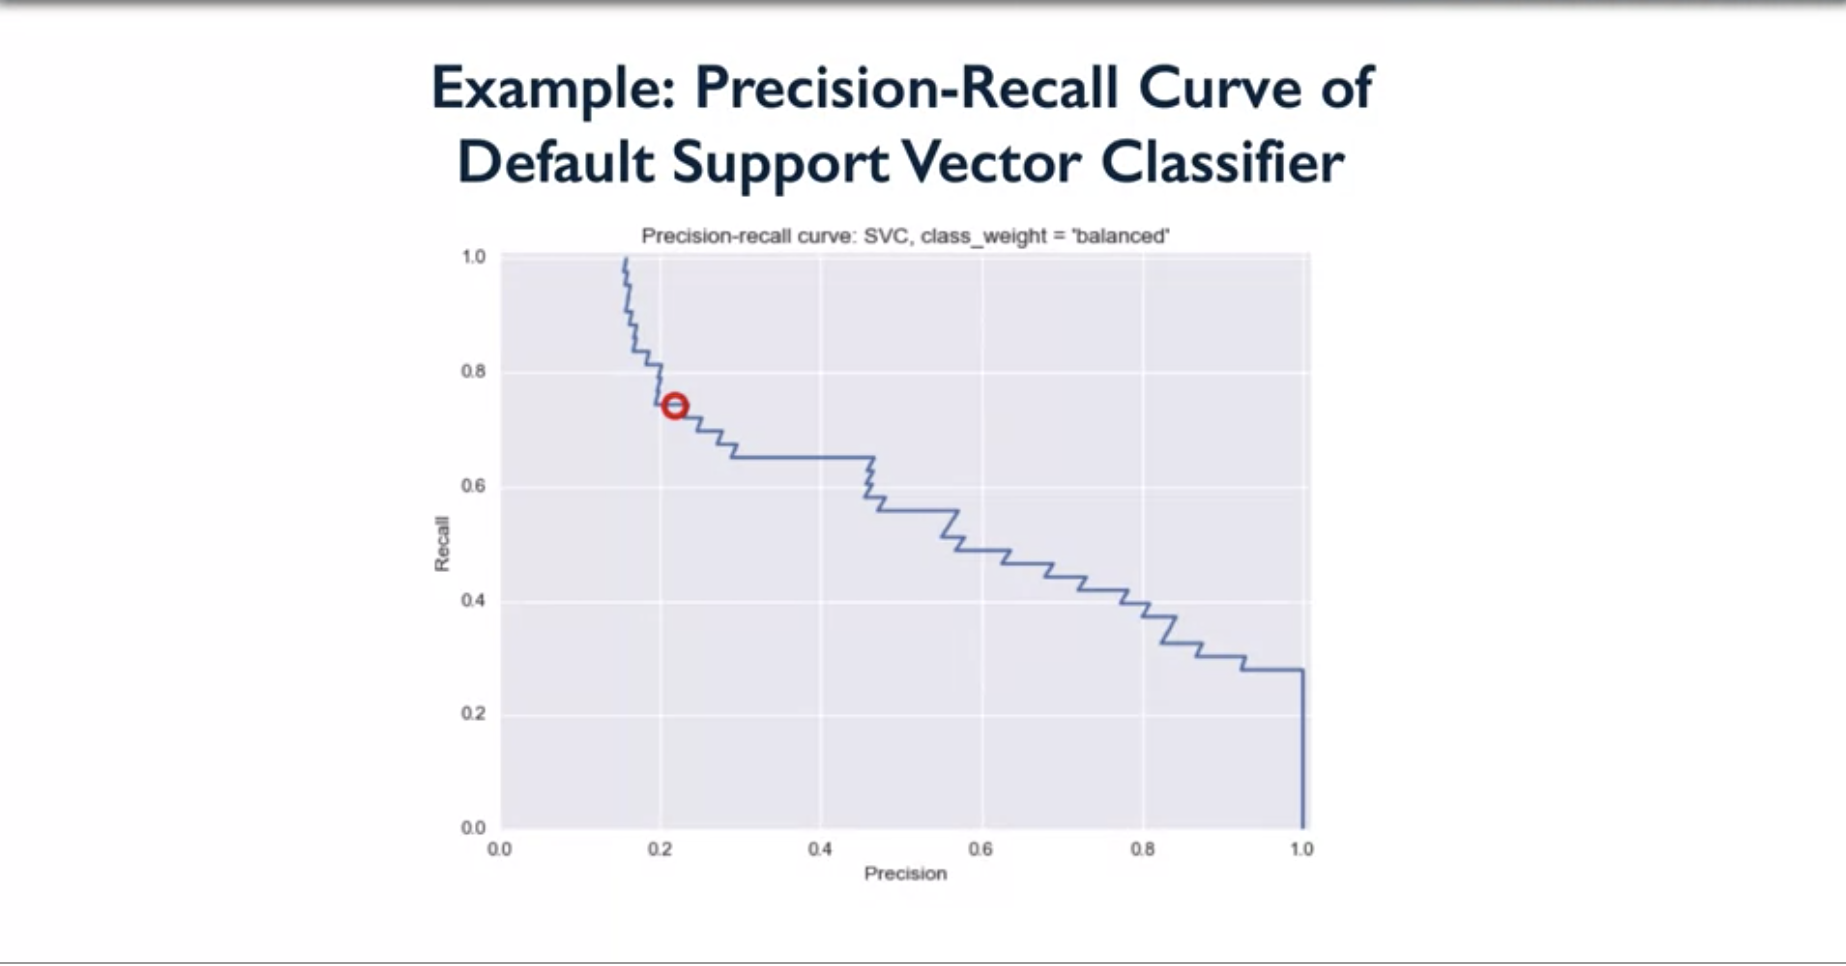 Example: Precision-Recall Curve of
Default Support Vector Classifier
Precision-recall curve: SVC, class_weight = 'balanced'
1.0
0.8
0.6
0.4
0.2
0.0
Recall
0.0 0.2 0.4 0.6 0.8 1.0
Precision